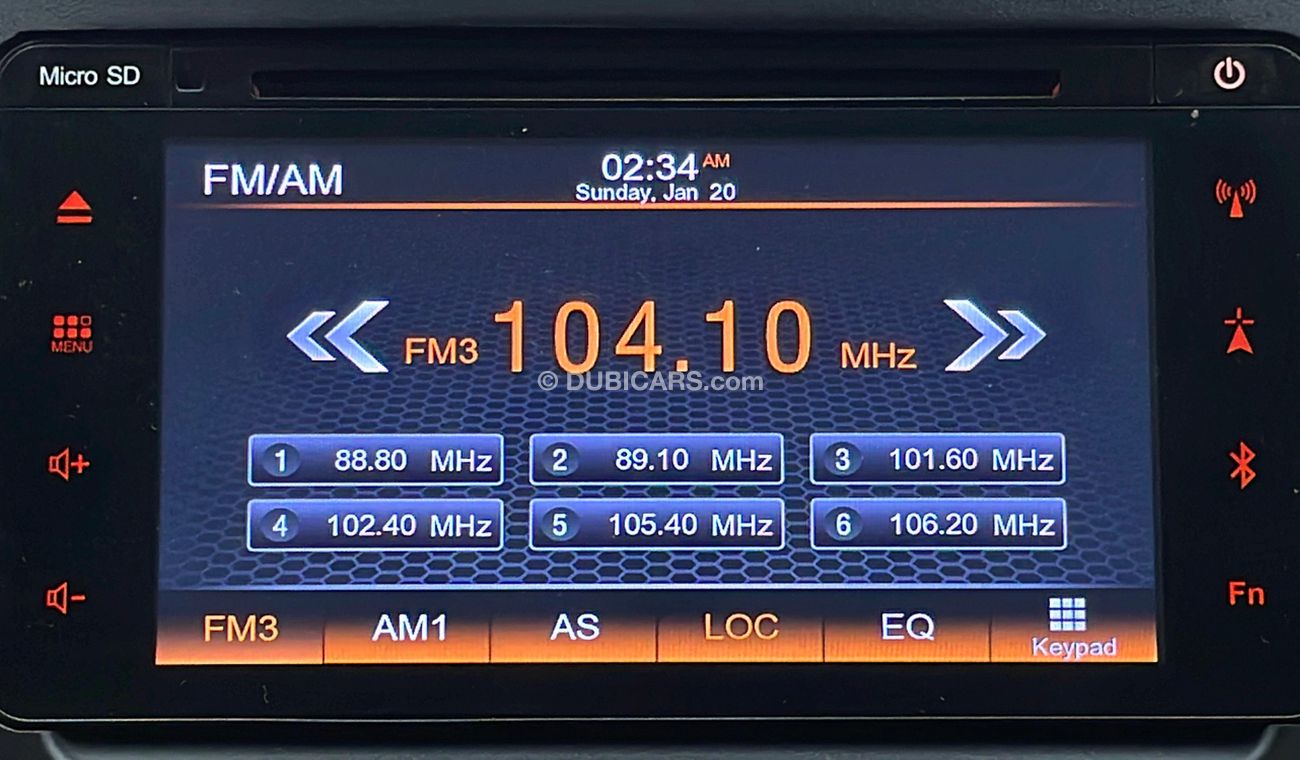 Micro SD
FM/AM
02:34 AM
Sunday, Jan 20
MENU
FM3 104.10 MHz
© DUBICARS.com
1 88.80 MHz
2 89.10 MHz
3 101.60 MHz
4 102.40 MHz
5 105.40 MHz
6 106.20 MHz
Fn
FM3 AM1 AS LOC EQ Keypad